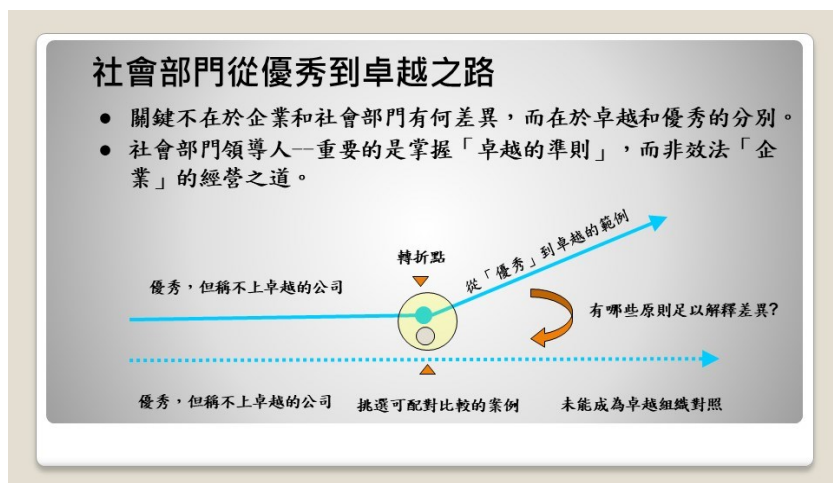 社會部門從優秀到卓越之路
● 關鍵不在於企業和社會部門有何差異，而在於卓越和優秀的分別。
● 社會部門領導人--重要的是掌握「卓越的準則」，而非效法「企
業」的經營之道。
從「優秀」到卓越的範例
轉折點
優秀，但稱不上卓越的公司
有哪些原則足以解釋差異?
優秀，但稱不上卓越的公司
挑選可配對比較的案例
未能成為卓越組織對照